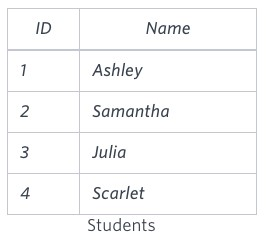 ID Name
1 Ashley
2 Samantha
3 Julia
4 Scarlet
Students